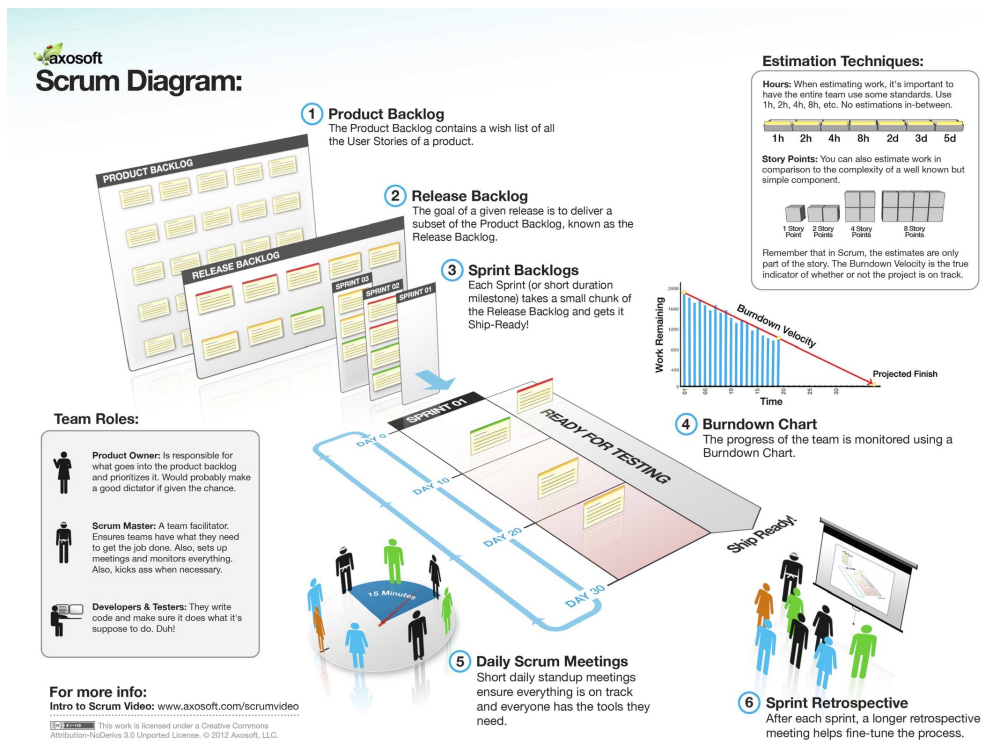 axosoft
Scrum Diagram:
1 Product Backlog
The Product Backlog contains a wish list of all
the User Stories of a product.
PRODUCT BACKLOG
2 Release Backlog
The goal of a given release is to deliver a
subset of the Product Backlog, known as the
Release Backlog.
RELEASE BACKLOG
3 Sprint Backlogs
Each Sprint (or short duration
milestone) takes a small chunk of
the Release Backlog and gets it
Ship-Ready!
SPRINT 03
SPRINT 02
SPRINT 01
Estimation Techniques:
Hours: When estimating work, it's important to
have the entire team use some standards. Use
1h, 2h, 4h, 8h, etc. No estimations in-between.
1h 2h 4h 8h 2d 3d 5d
Story Points: You can also estimate work in
comparison to the complexity of a well known but
simple component.
1 Story
Point
2 Story
Points
4 Story
Points
8 Story
Points
Remember that in Scrum, the estimates are only
part of the story. The Burndown Velocity is the true
indicator of whether or not the project is on track.
Work Remaining
2000
1600
1200
800
400
0
Burndown Velocity
Projected Finish
01 05 10 15 20 25 30
Time
4 Burndown Chart
The progress of the team is monitored using a
Burndown Chart.
SPRINT 01
READY FOR TESTING
DAY 0
DAY 10
DAY 20
DAY 30
Ship Ready!
Team Roles:
Product Owner: Is responsible for
what goes into the product backlog
and prioritizes it. Would probably make
a good dictator if given the chance.
Scrum Master: A team facilitator.
Ensures teams have what they need
to get the job done. Also, sets up
meetings and monitors everything.
Also, kicks ass when necessary.
Developers & Testers: They write
code and make sure it does what it's
suppose to do. Duh!
15 Minutes
5 Daily Scrum Meetings
Short daily standup meetings
ensure everything is on track
and everyone has the tools they
need.
6 Sprint Retrospective
After each sprint, a longer retrospective
meeting helps fine-tune the process.
For more info:
Intro to Scrum Video: www.axosoft.com/scrumvideo
This work is licensed under a Creative Commons
Attribution-NoDerivs 3.0 Unported License. © 2012 Axosoft, LLC.